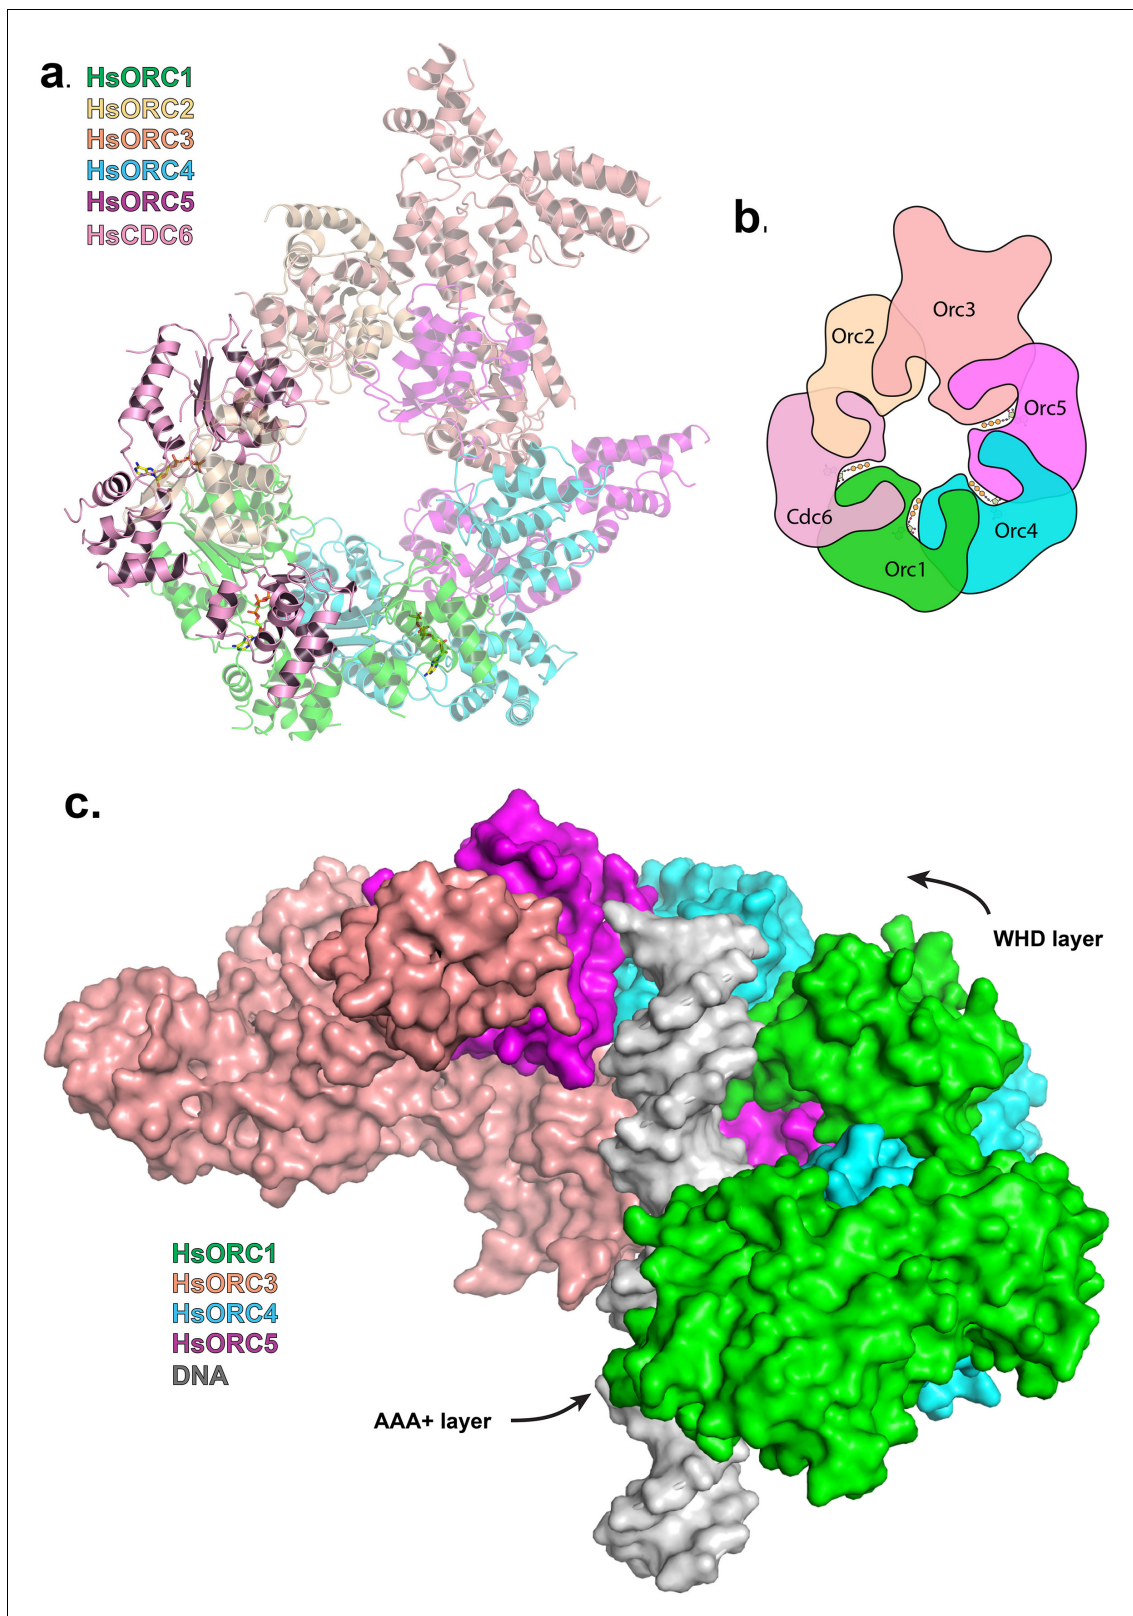 a.
HsORC1
HsORC2
HsORC3
HsORC4
HsORC5
HsCDC6
b.
Orc3
Orc2
Orc5
Cdc6
Orc4
Orc1
c.
WHD layer
HsORC1
HsORC3
HsORC4
HsORC5
DNA
AAA+ layer